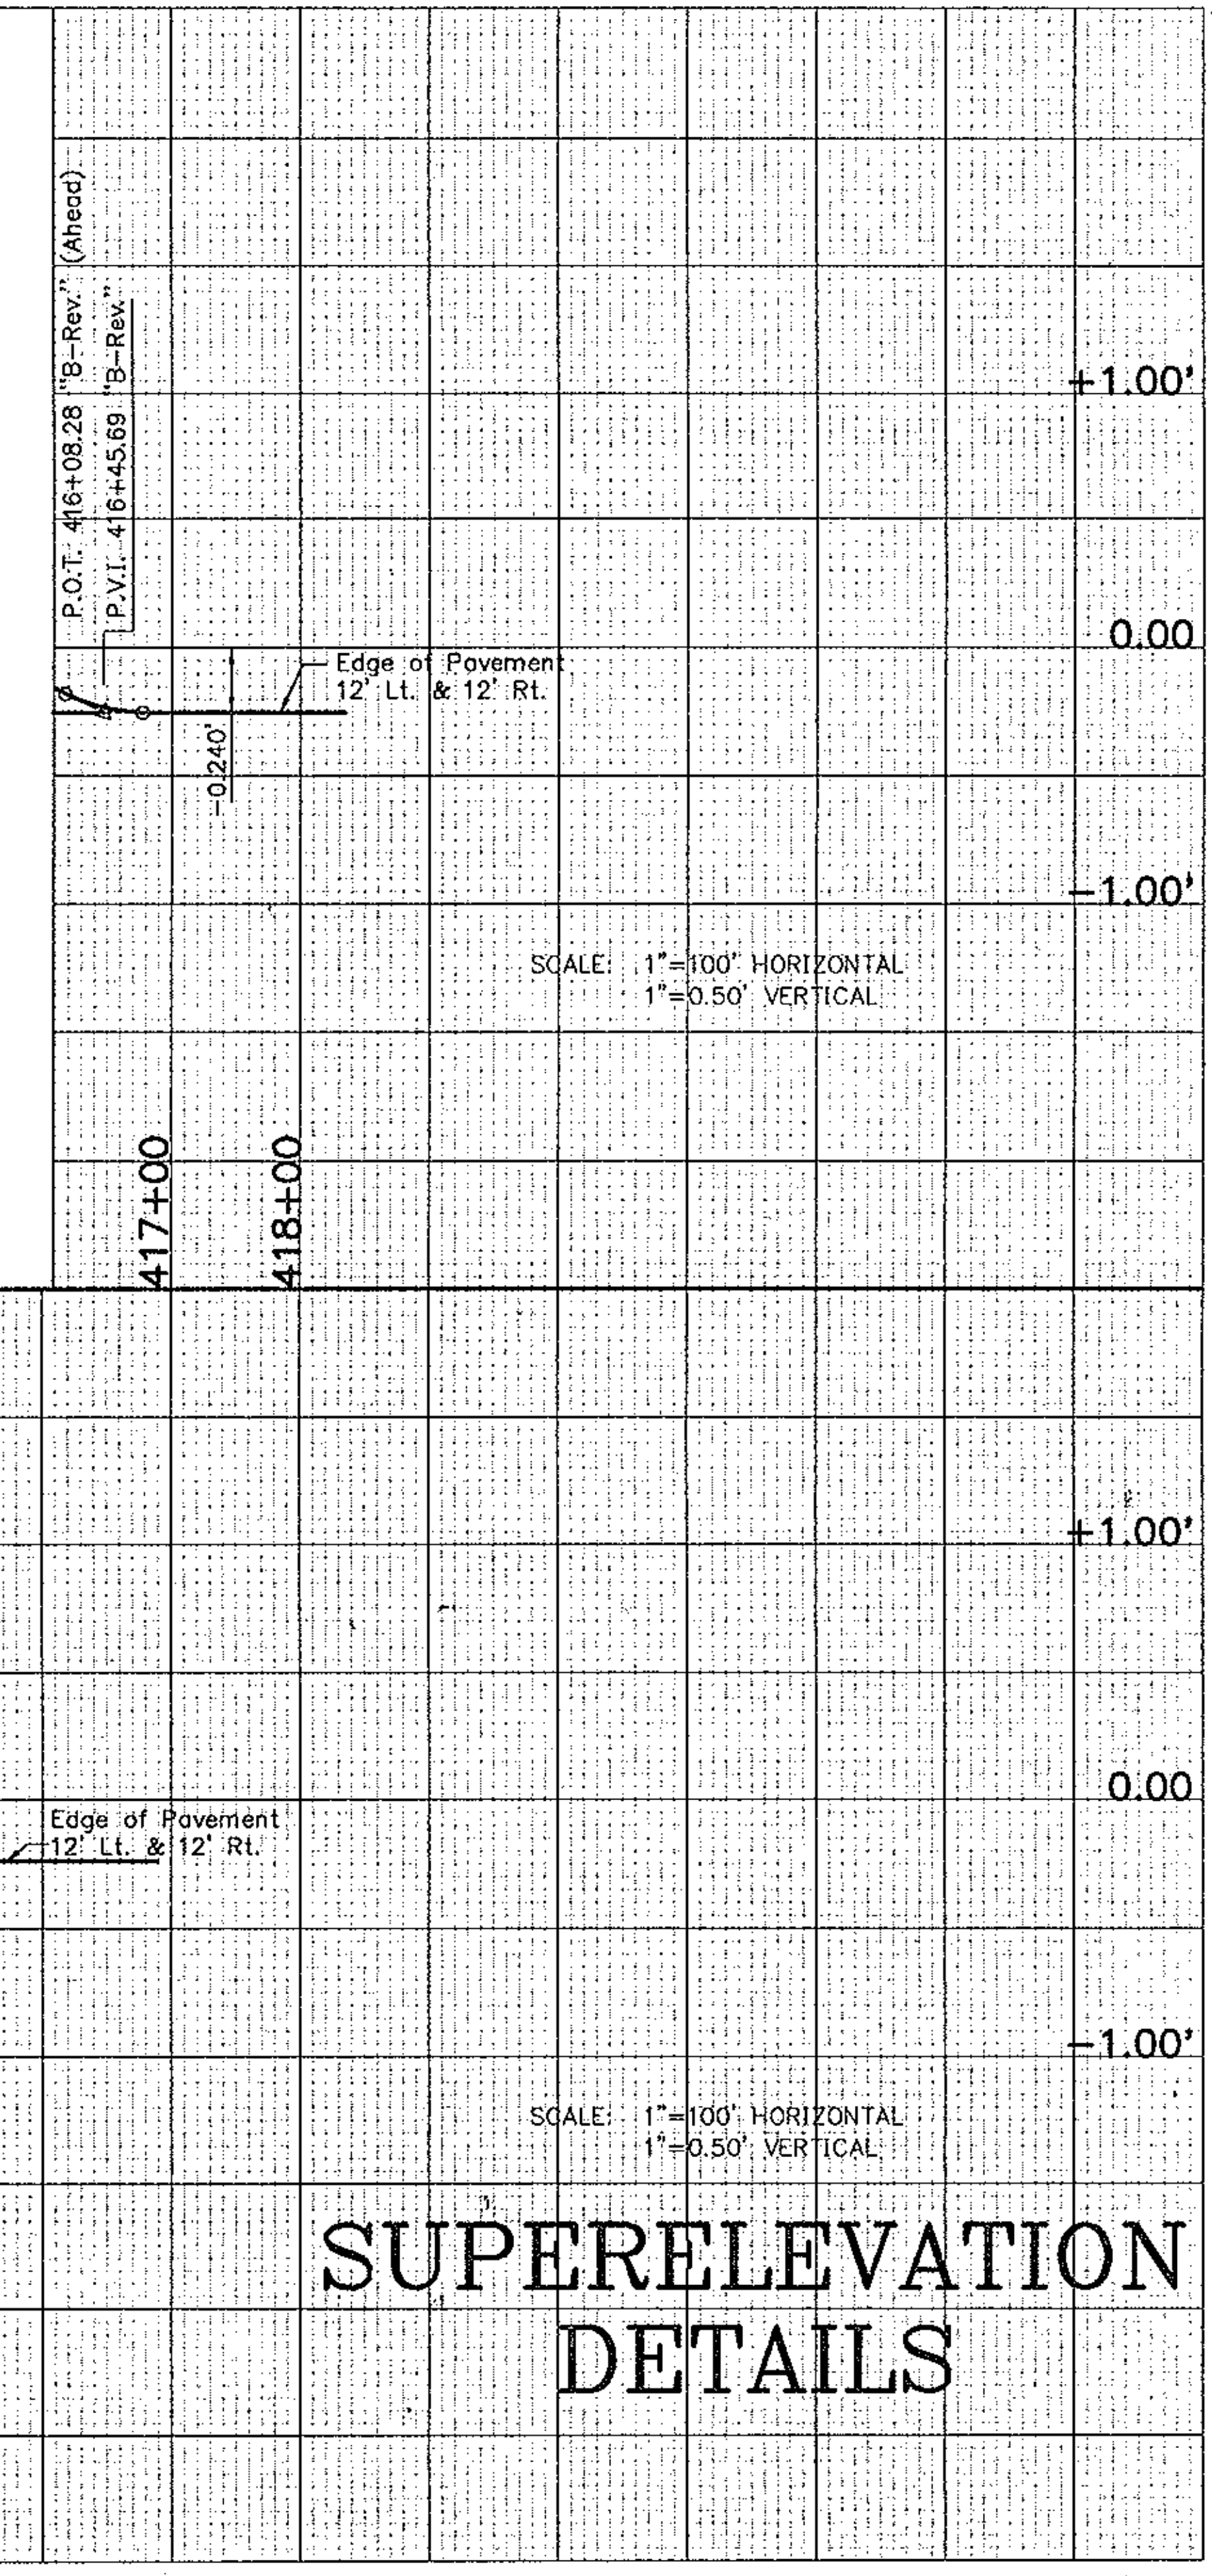 P.O.T. 416+08.28 "B-Rev." (Ahead)
P.V.I. 416+45.69 "B-Rev."
+1.00'
0.00
Edge of Pavement
12' Lt. & 12' Rt.
-0.240'
-1.00'
SCALE: 1"=100' HORIZONTAL
1"=0.50' VERTICAL
417+00
418+00
+1.00'
0.00
Edge of Pavement
12' Lt. & 12' Rt.
-1.00'
SCALE: 1"=100' HORIZONTAL
1"=0.50' VERTICAL
SUPERELEVATION
DETAILS